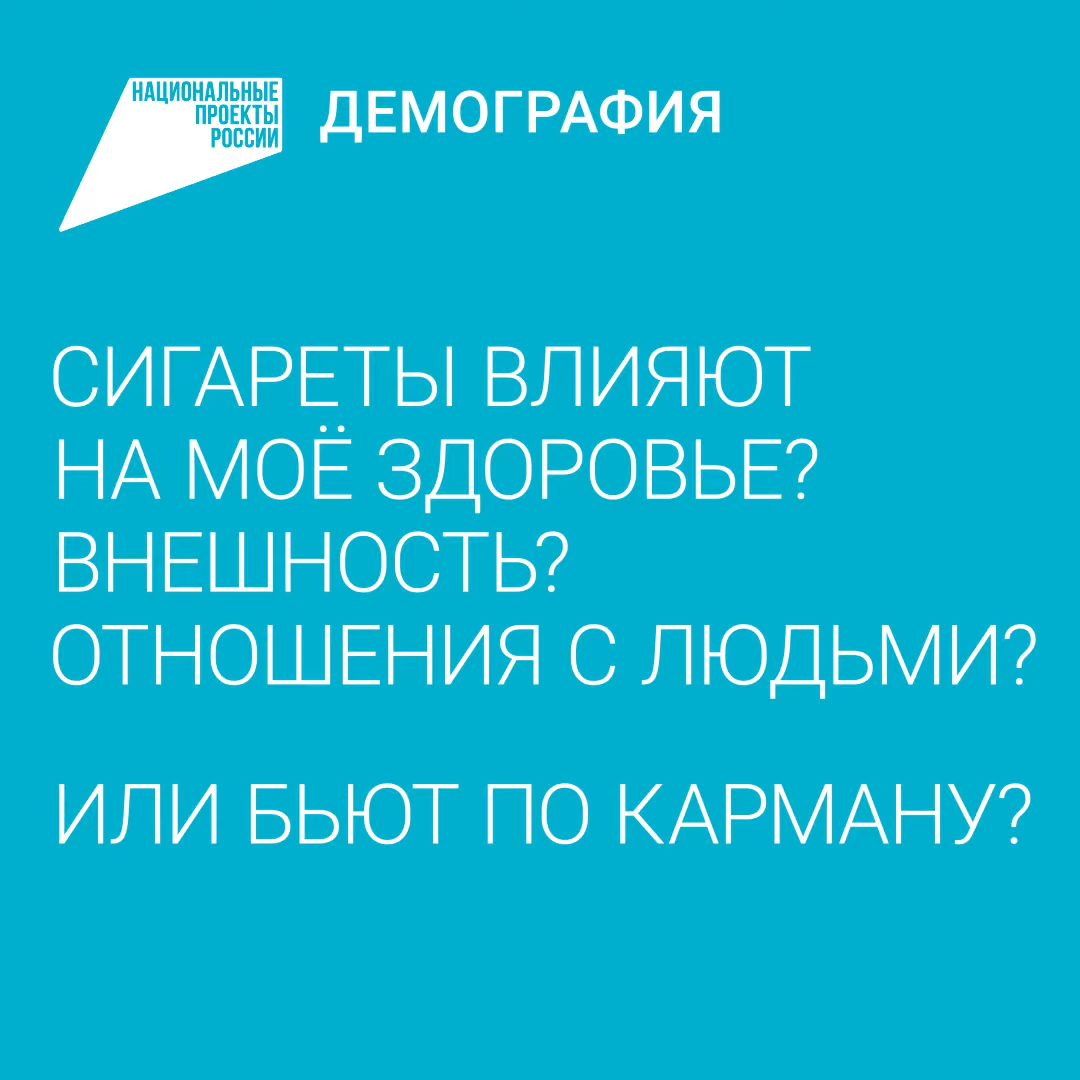 НАЦИОНАЛЬНЫЕ
ПРОЕКТЫ
РОССИИ
ДЕМОГРАФИЯ
СИГАРЕТЫ ВЛИЯЮТ
НА МОЁ ЗДОРОВЬЕ?
ВНЕШНОСТЬ?
ОТНОШЕНИЯ С ЛЮДЬМИ?
ИЛИ БЬЮТ ПО КАРМАНУ?